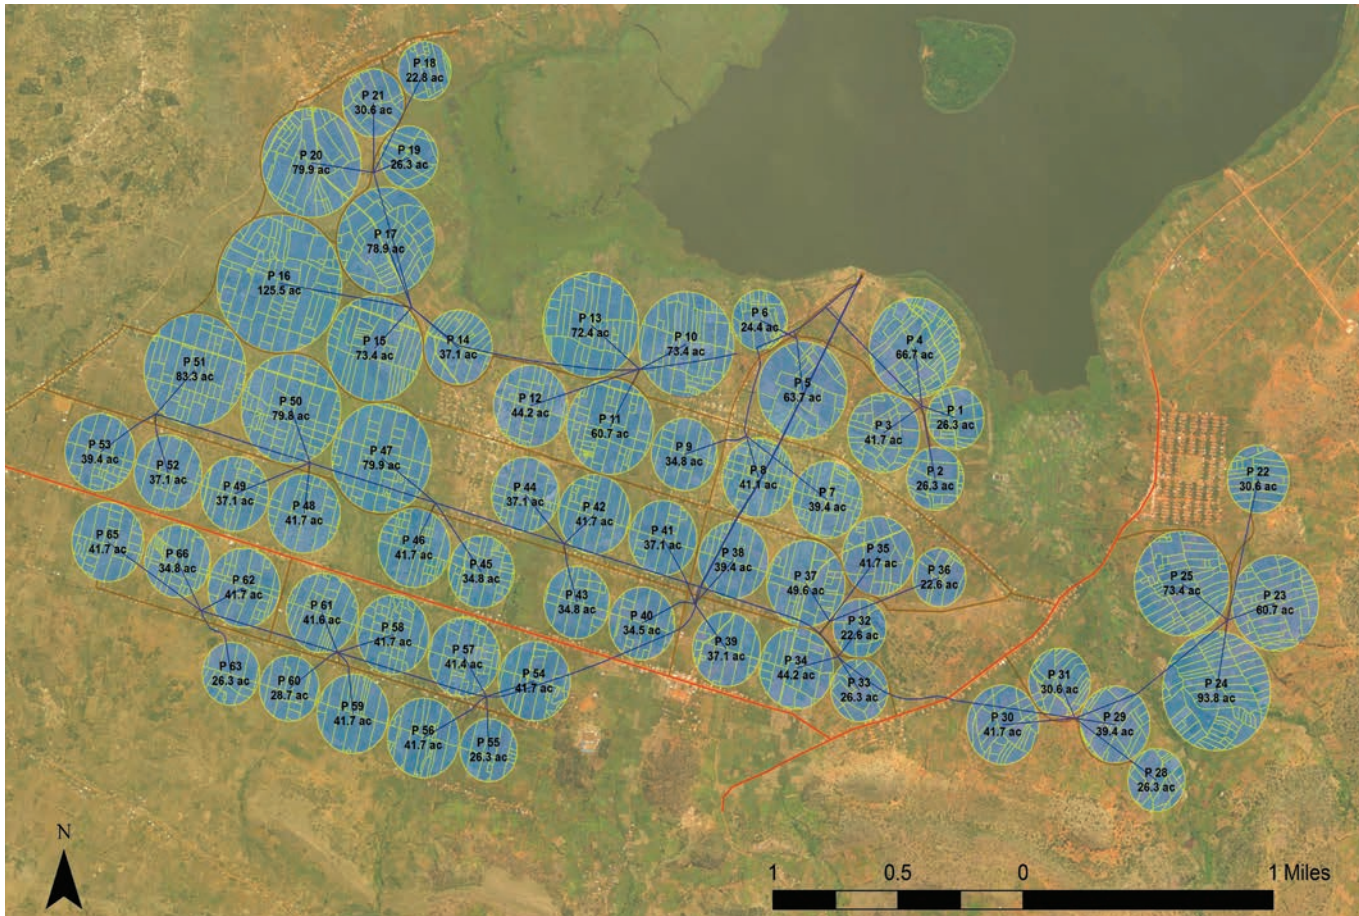 P 18
22.8 ac
P 21
30.6 ac
P 19
26.3 ac
P 20
79.9 ac
P 17
78.9 ac
P 16
125.5 ac
P 15
73.4 ac
P 14
37.1 ac
P 13
72.4 ac
P 10
73.4 ac
P 6
24.4 ac
P 4
66.7 ac
P 51
83.3 ac
P 50
79.8 ac
P 12
44.2 ac
P 11
60.7 ac
P 5
63.7 ac
P 3
41.7 ac
P 1
26.3 ac
P 53
39.4 ac
P 52
37.1 ac
P 49
37.1 ac
P 48
41.7 ac
P 47
79.9 ac
P 9
34.8 ac
P 8
41.1 ac
P 7
39.4 ac
P 2
26.3 ac
P 22
30.6 ac
P 44
37.1 ac
P 42
41.7 ac
P 41
37.1 ac
P 38
39.4 ac
P 37
49.6 ac
P 35
41.7 ac
P 36
22.6 ac
P 65
41.7 ac
P 66
34.8 ac
P 62
41.7 ac
P 46
41.7 ac
P 45
34.8 ac
P 25
73.4 ac
P 23
60.7 ac
P 61
41.6 ac
P 58
41.7 ac
P 57
41.4 ac
P 43
34.8 ac
P 40
34.5 ac
P 39
37.1 ac
P 32
22.6 ac
P 34
44.2 ac
P 33
26.3 ac
P 63
26.3 ac
P 60
28.7 ac
P 59
41.7 ac
P 54
41.7 ac
P 31
30.6 ac
P 24
93.8 ac
P 56
41.7 ac
P 55
26.3 ac
P 30
41.7 ac
P 29
39.4 ac
P 28
26.3 ac
N
1 0.5 0 1 Miles